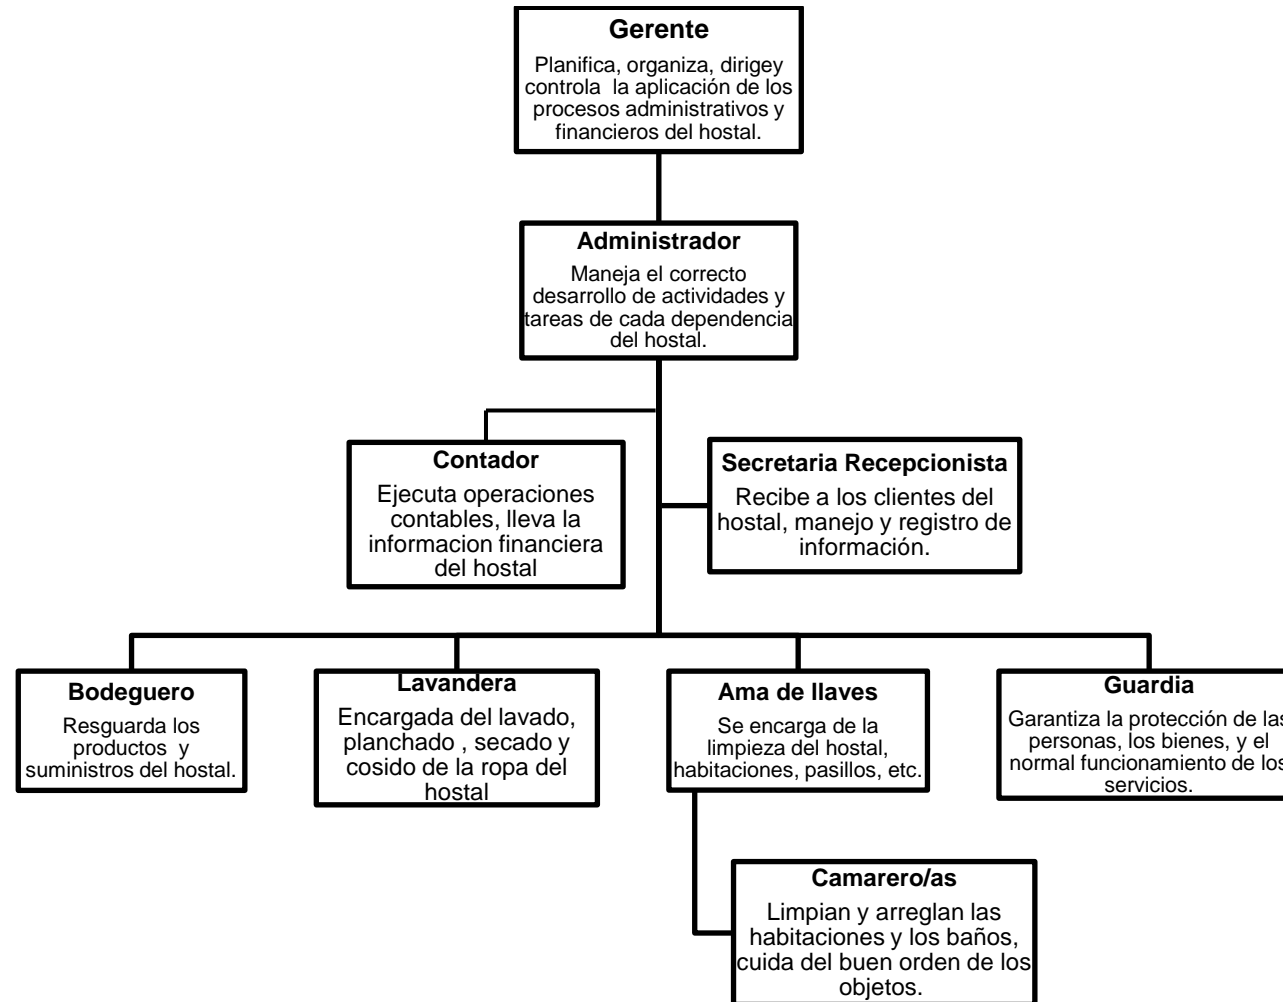 Gerente
Planifica, organiza, dirigey
controla  la aplicación de los
procesos administrativos y
financieros del hostal.
Administrador
Maneja el correcto
desarrollo de actividades y
tareas de cada dependencia
del hostal.
Contador
Ejecuta operaciones
contables, lleva la
informacion financiera
del hostal
Secretaria Recepcionista
Recibe a los clientes del
hostal, manejo y registro de
información.
Bodeguero
Resguarda los
productos  y
suministros del hostal.
Lavandera
Encargada del lavado,
planchado , secado y
cosido de la ropa del
hostal
Ama de llaves
Se encarga de la
limpieza del hostal,
habitaciones, pasillos, etc.
Guardia
Garantiza la protección de las
personas, los bienes, y el
normal funcionamiento de los
servicios.
Camarero/as
Limpian y arreglan las
habitaciones y los baños,
cuida del buen orden de los
objetos.